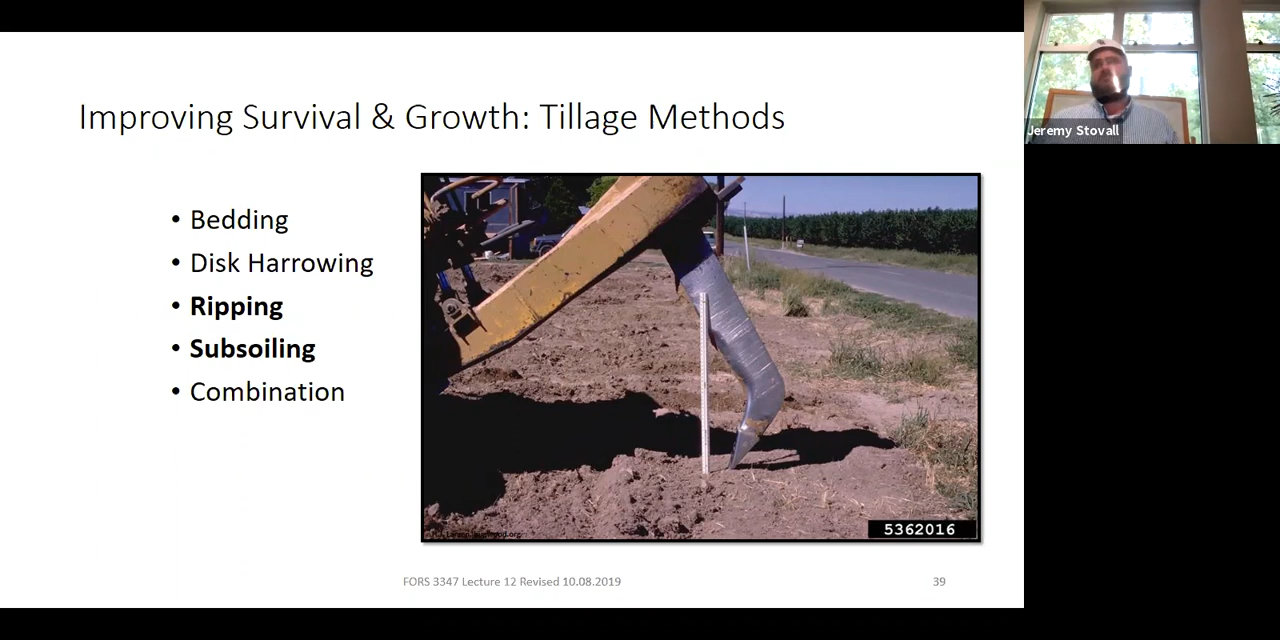 Improving Survival & Growth: Tillage Methods
• Bedding
• Disk Harrowing
• Ripping
• Subsoiling
• Combination
5362016
FORS 3347 Lecture 12 Revised 10.08.2019
39
Jeremy Stovall